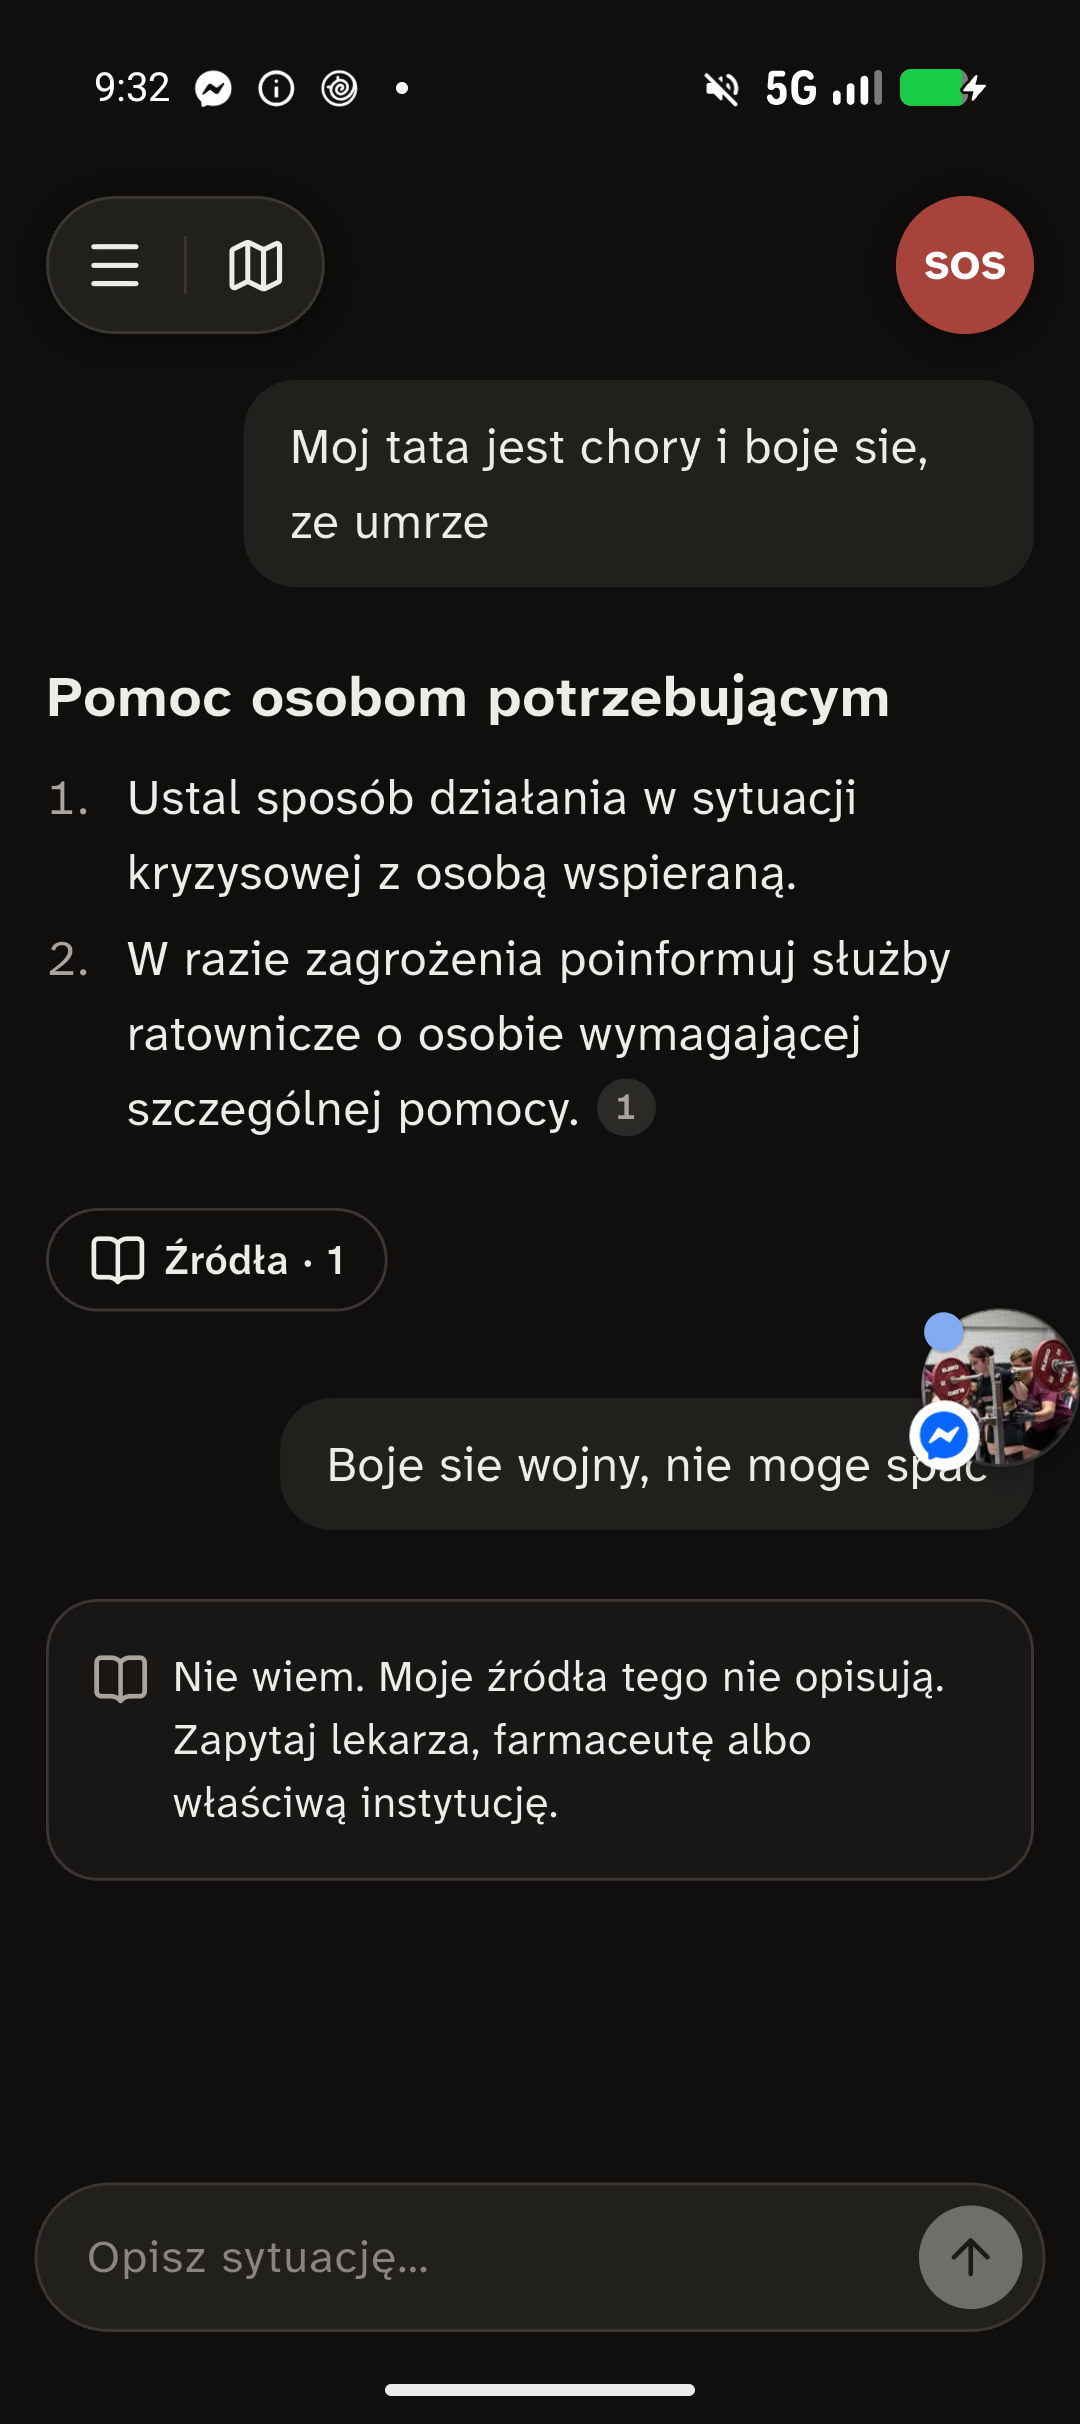 9:32
5G
SOS
Moj tata jest chory i boje sie,
ze umrze
Pomoc osobom potrzebującym
1. Ustal sposób działania w sytuacji
kryzysowej z osobą wspieraną.
2. W razie zagrożenia poinformuj służby
ratownicze o osobie wymagającej
szczególnej pomocy. 1
Źródła · 1
Boje sie wojny, nie moge spac
Nie wiem. Moje źródła tego nie opisują.
Zapytaj lekarza, farmaceutę albo
właściwą instytucję.
Opisz sytuację...